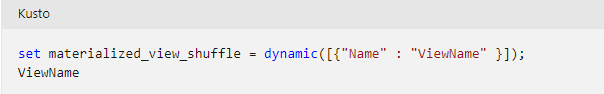 Kusto
set materialized_view_shuffle = dynamic([{"Name" : "ViewName" }]);
ViewName